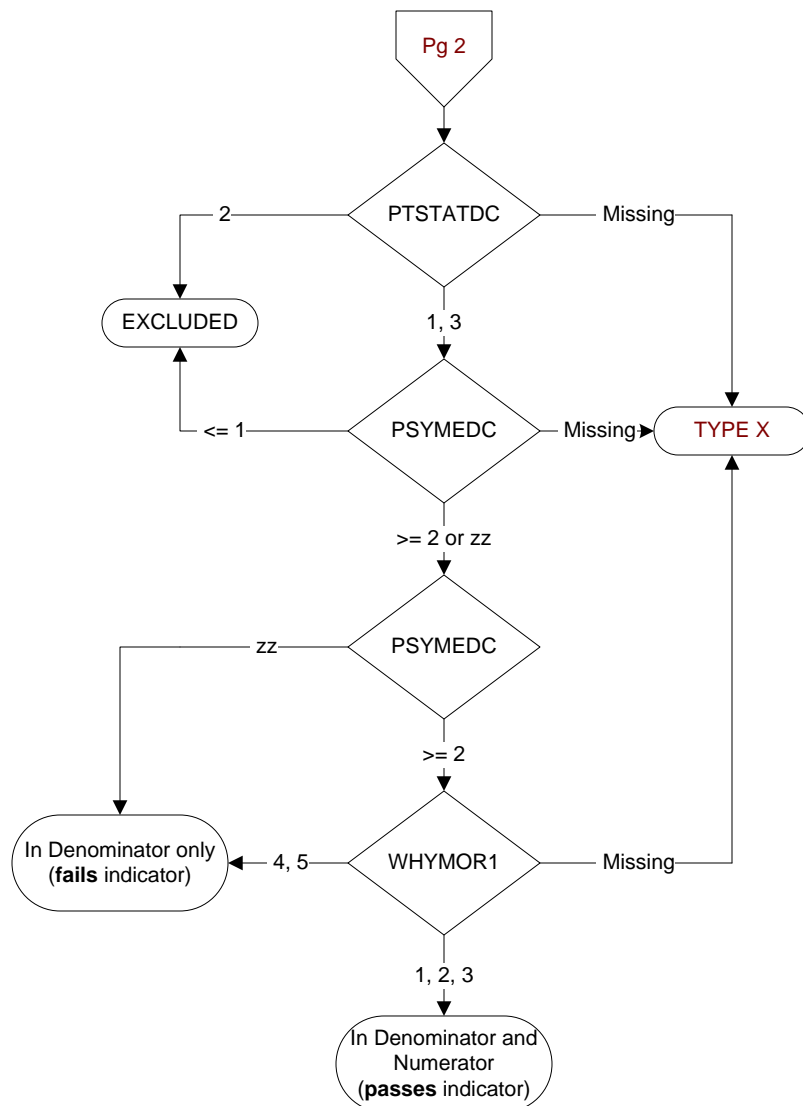 Pg 2
PTSTATDC
2
Missing
EXCLUDED
1, 3
PSYMEDC
<= 1
Missing
TYPE X
>= 2 or zz
PSYMEDC
zz
>= 2
WHYMOR1
In Denominator only
(fails indicator)
4, 5
Missing
1, 2, 3
In Denominator and
Numerator
(passes indicator)